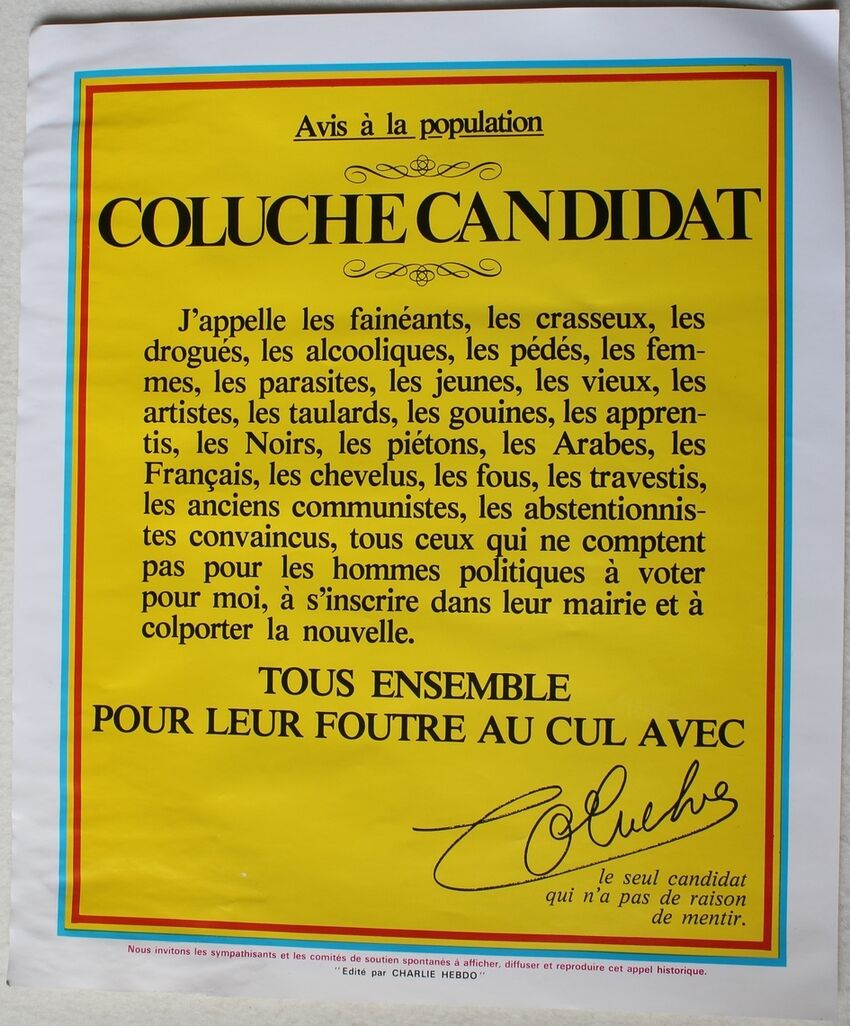 Avis à la population
COLUCHE CANDIDAT
J'appelle les fainéants, les crasseux, les
drogués, les alcooliques, les pédés, les fem-
mes, les parasites, les jeunes, les vieux, les
artistes, les taulards, les gouines, les appren-
tis, les Noirs, les piétons, les Arabes, les
Français, les chevelus, les fous, les travestis,
les anciens communistes, les abstentionnis-
tes convaincus, tous ceux qui ne comptent
pas pour les hommes politiques à voter
pour moi, à s'inscrire dans leur mairie et à
colporter la nouvelle.
TOUS ENSEMBLE
POUR LEUR FOUTRE AU CUL AVEC
Coluche
le seul candidat
qui n'a pas de raison
de mentir.
Nous invitons les sympathisants et les comités de soutien spontanés à afficher, diffuser et reproduire cet appel historique.
"Edité par CHARLIE HEBDO"